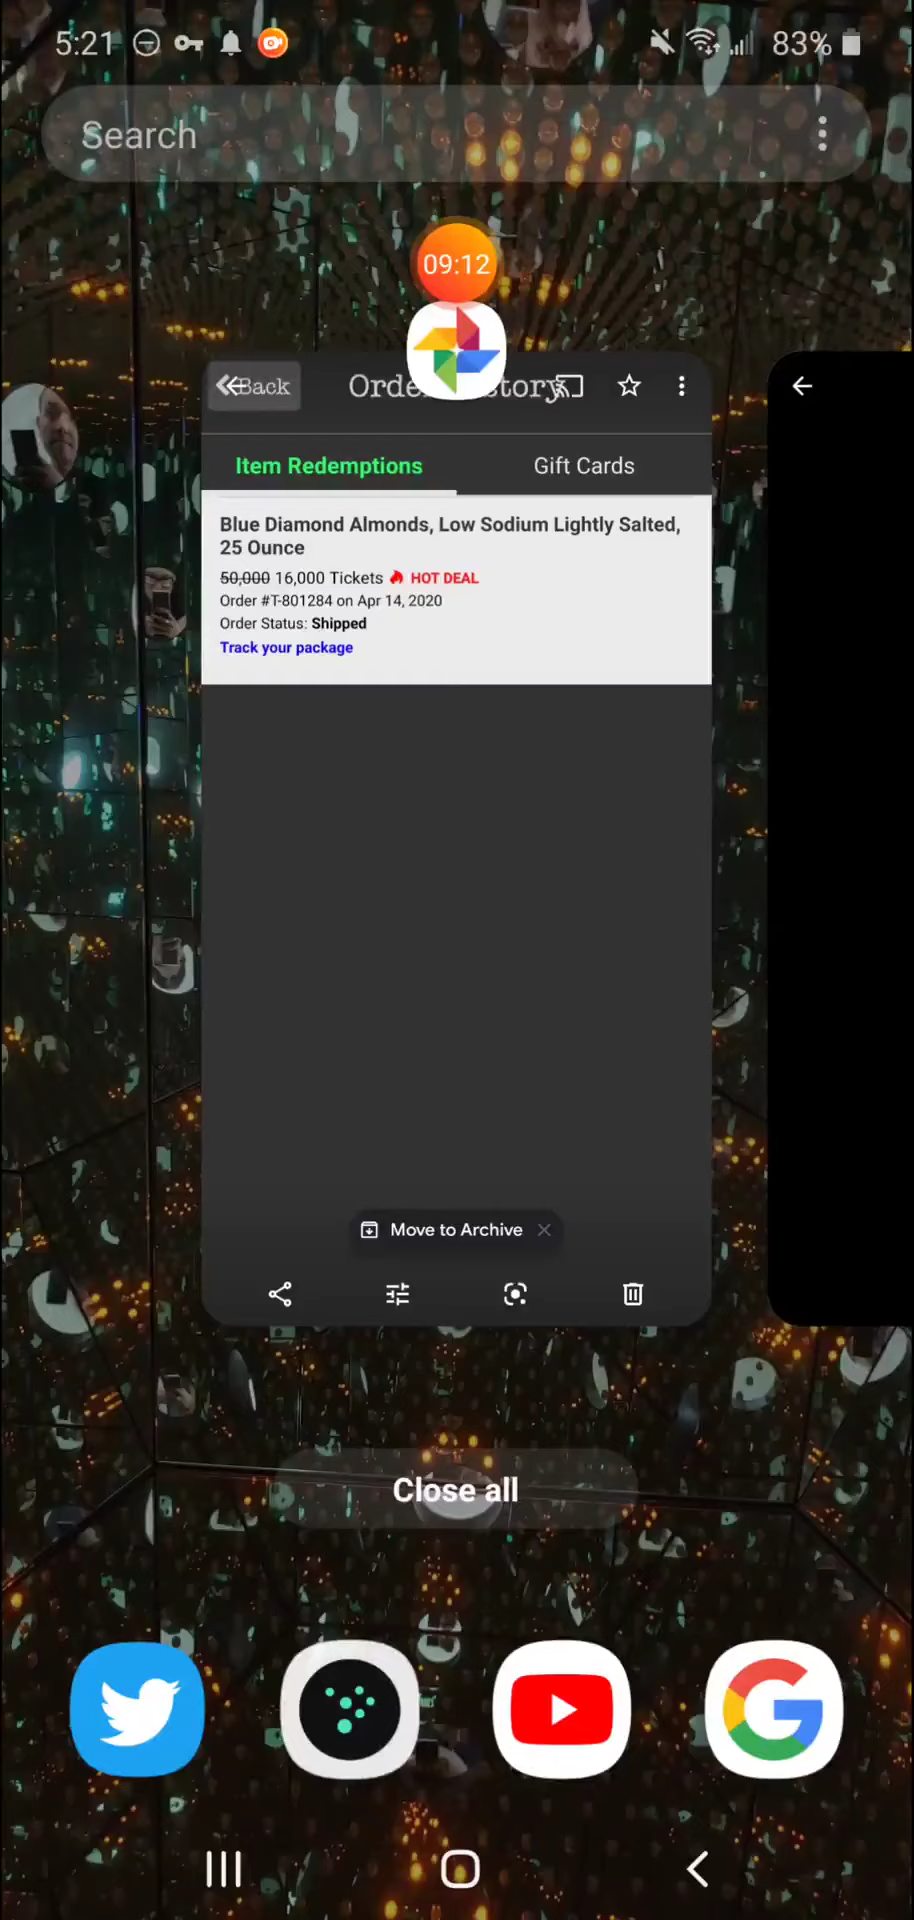 5:21
83%
Search
09:12
Back
Order History
Item Redemptions
Gift Cards
Blue Diamond Almonds, Low Sodium Lightly Salted,
25 Ounce
50,000 16,000 Tickets 🔥 HOT DEAL
Order #T-801284 on Apr 14, 2020
Order Status: Shipped
Track your package
Move to Archive
Close all